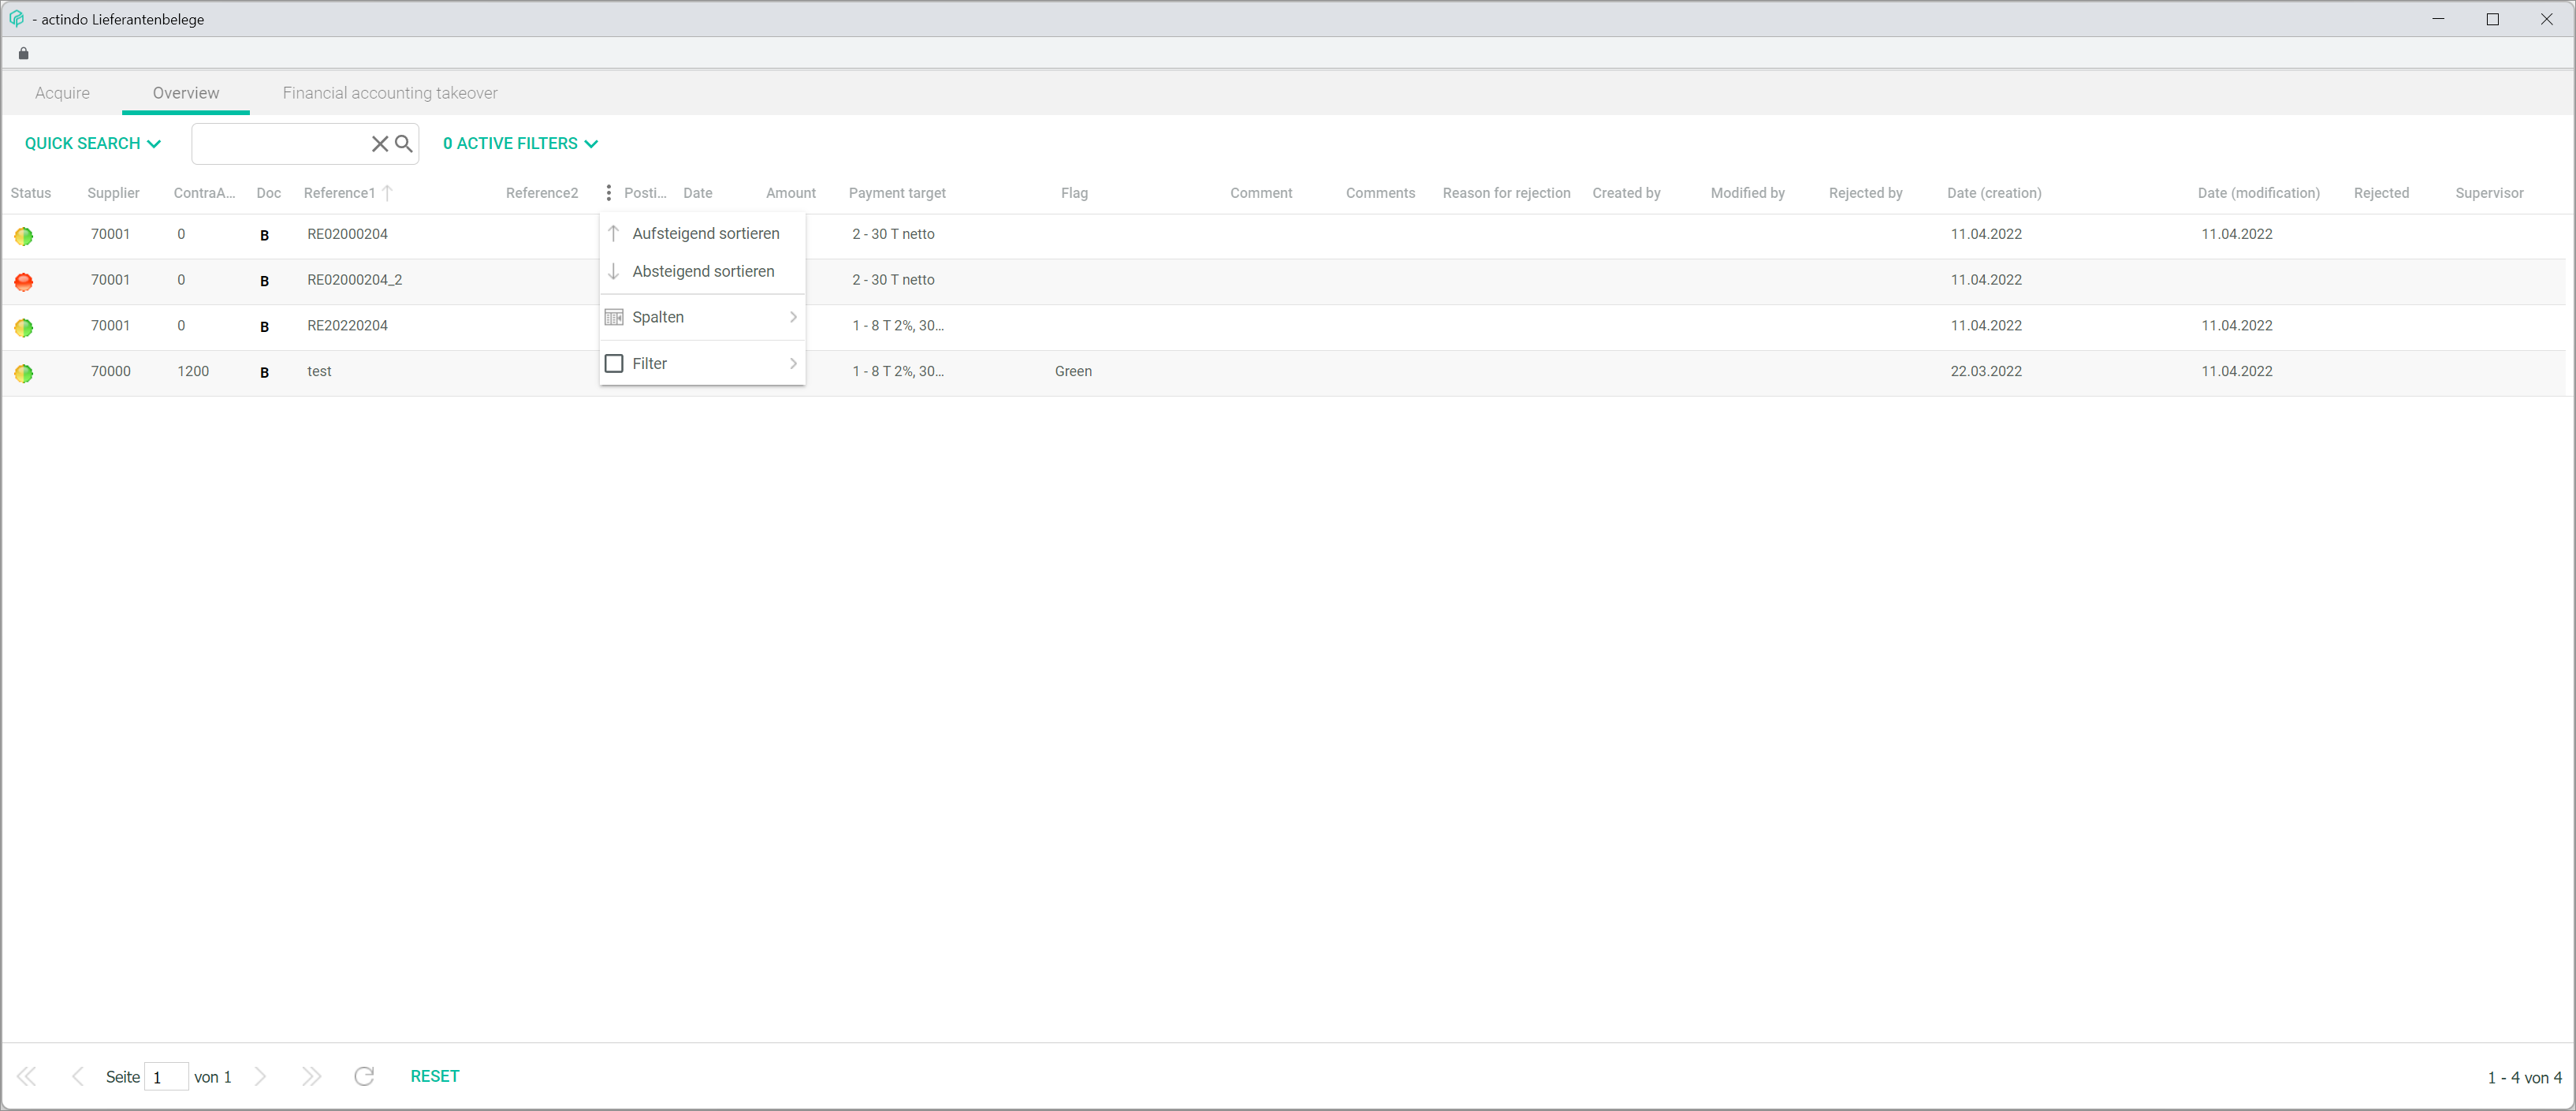 - actindo Lieferantenbelege
Acquire Overview Financial accounting takeover
QUICK SEARCH 0 ACTIVE FILTERS
Status Supplier ContraA... Doc Reference1 Reference2 Posti... Date Amount Payment target Flag Comment Comments Reason for rejection Created by Modified by Rejected by Date (creation) Date (modification) Rejected Supervisor
70001 0 B RE02000204 Aufsteigend sortieren 2 - 30 T netto 11.04.2022 11.04.2022
70001 0 B RE02000204_2 Absteigend sortieren 2 - 30 T netto 11.04.2022
70001 0 B RE20220204 Spalten 1 - 8 T 2%, 30... 11.04.2022 11.04.2022
70000 1200 B test Filter 1 - 8 T 2%, 30... Green 22.03.2022 11.04.2022
Seite 1 von 1 RESET 1 - 4 von 4